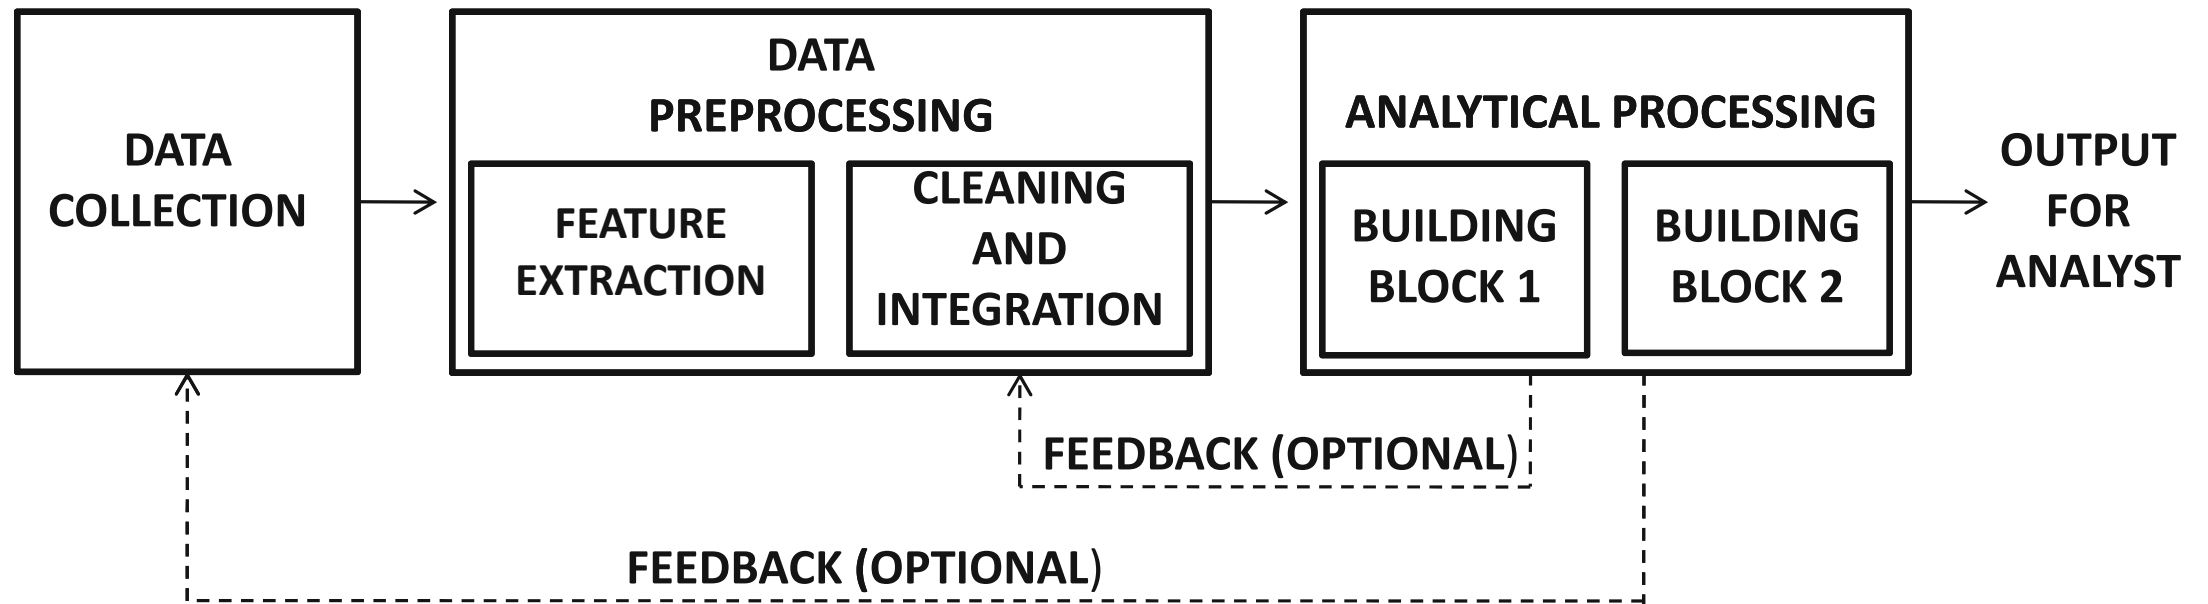 DATA
COLLECTION
DATA
PREPROCESSING
FEATURE
EXTRACTION
CLEANING
AND
INTEGRATION
ANALYTICAL PROCESSING
BUILDING
BLOCK 1
BUILDING
BLOCK 2
OUTPUT
FOR
ANALYST
FEEDBACK (OPTIONAL)
FEEDBACK (OPTIONAL)